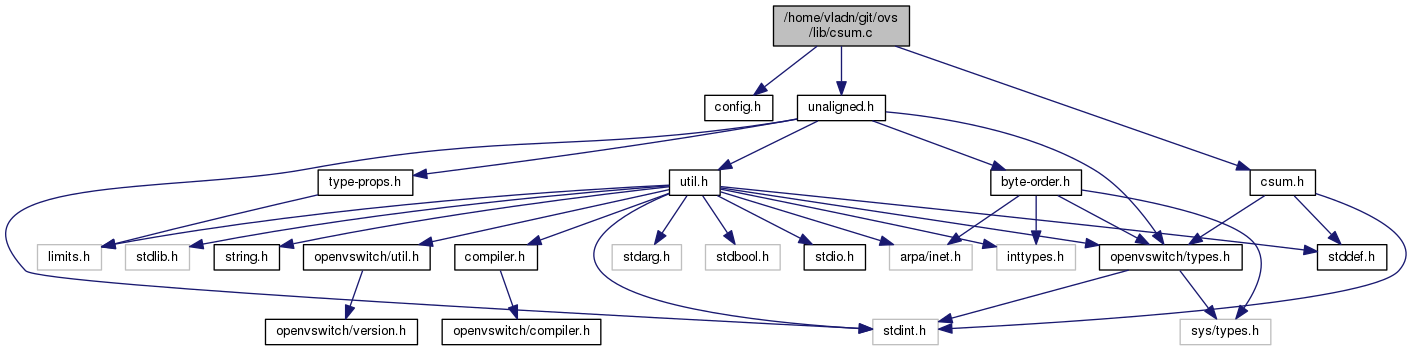 /home/vladn/git/ovs
/lib/csum.c
config.h
unaligned.h
type-props.h
util.h
byte-order.h
csum.h
limits.h
stdlib.h
string.h
openvswitch/util.h
compiler.h
stdarg.h
stdbool.h
stdio.h
arpa/inet.h
inttypes.h
openvswitch/types.h
stddef.h
openvswitch/version.h
openvswitch/compiler.h
stdint.h
sys/types.h